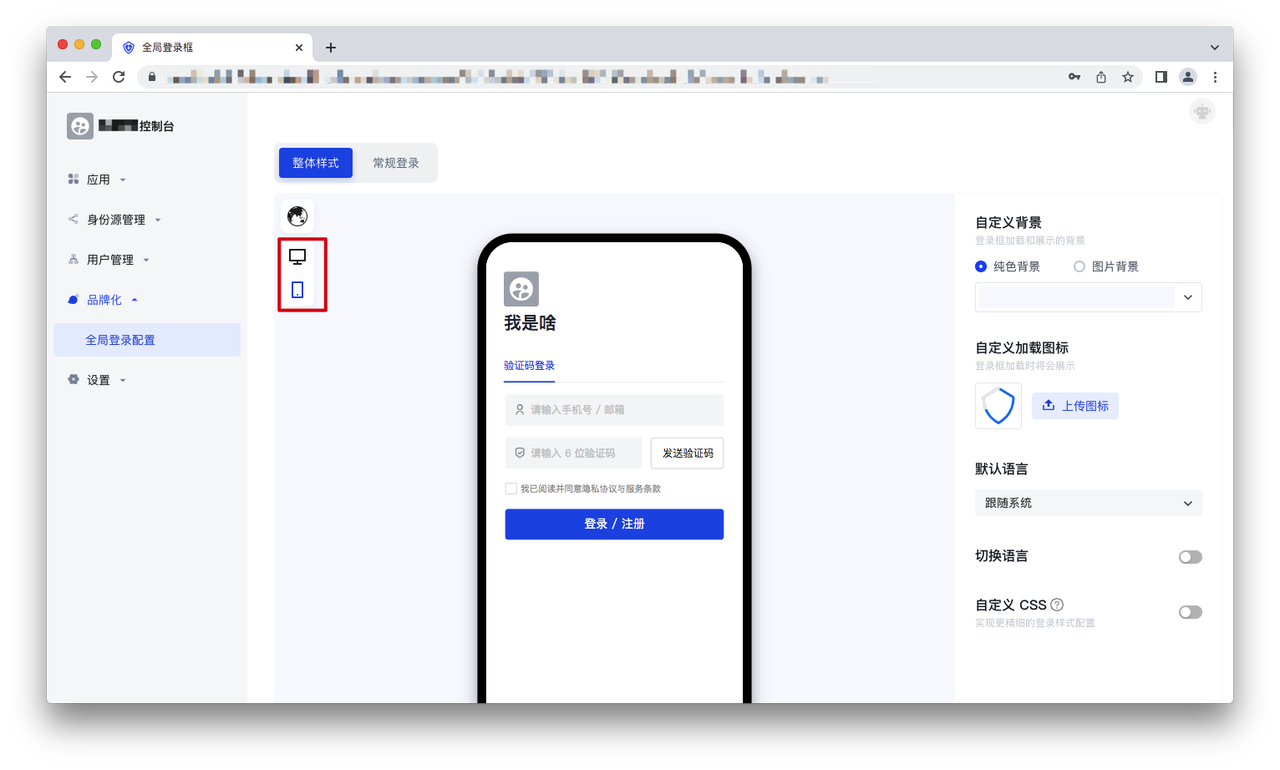 全局登录框
控制台
应用
身份源管理
用户管理
品牌化
全局登录配置
设置
整体样式
常规登录
我是啥
验证码登录
请输入手机号 / 邮箱
请输入 6 位验证码
发送验证码
我已阅读并同意隐私协议与服务条款
登录 / 注册
自定义背景
登录框加载和展示的背景
纯色背景
图片背景
自定义加载图标
登录框加载时将会展示
上传图标
默认语言
跟随系统
切换语言
自定义 CSS
实现更精细的登录样式配置